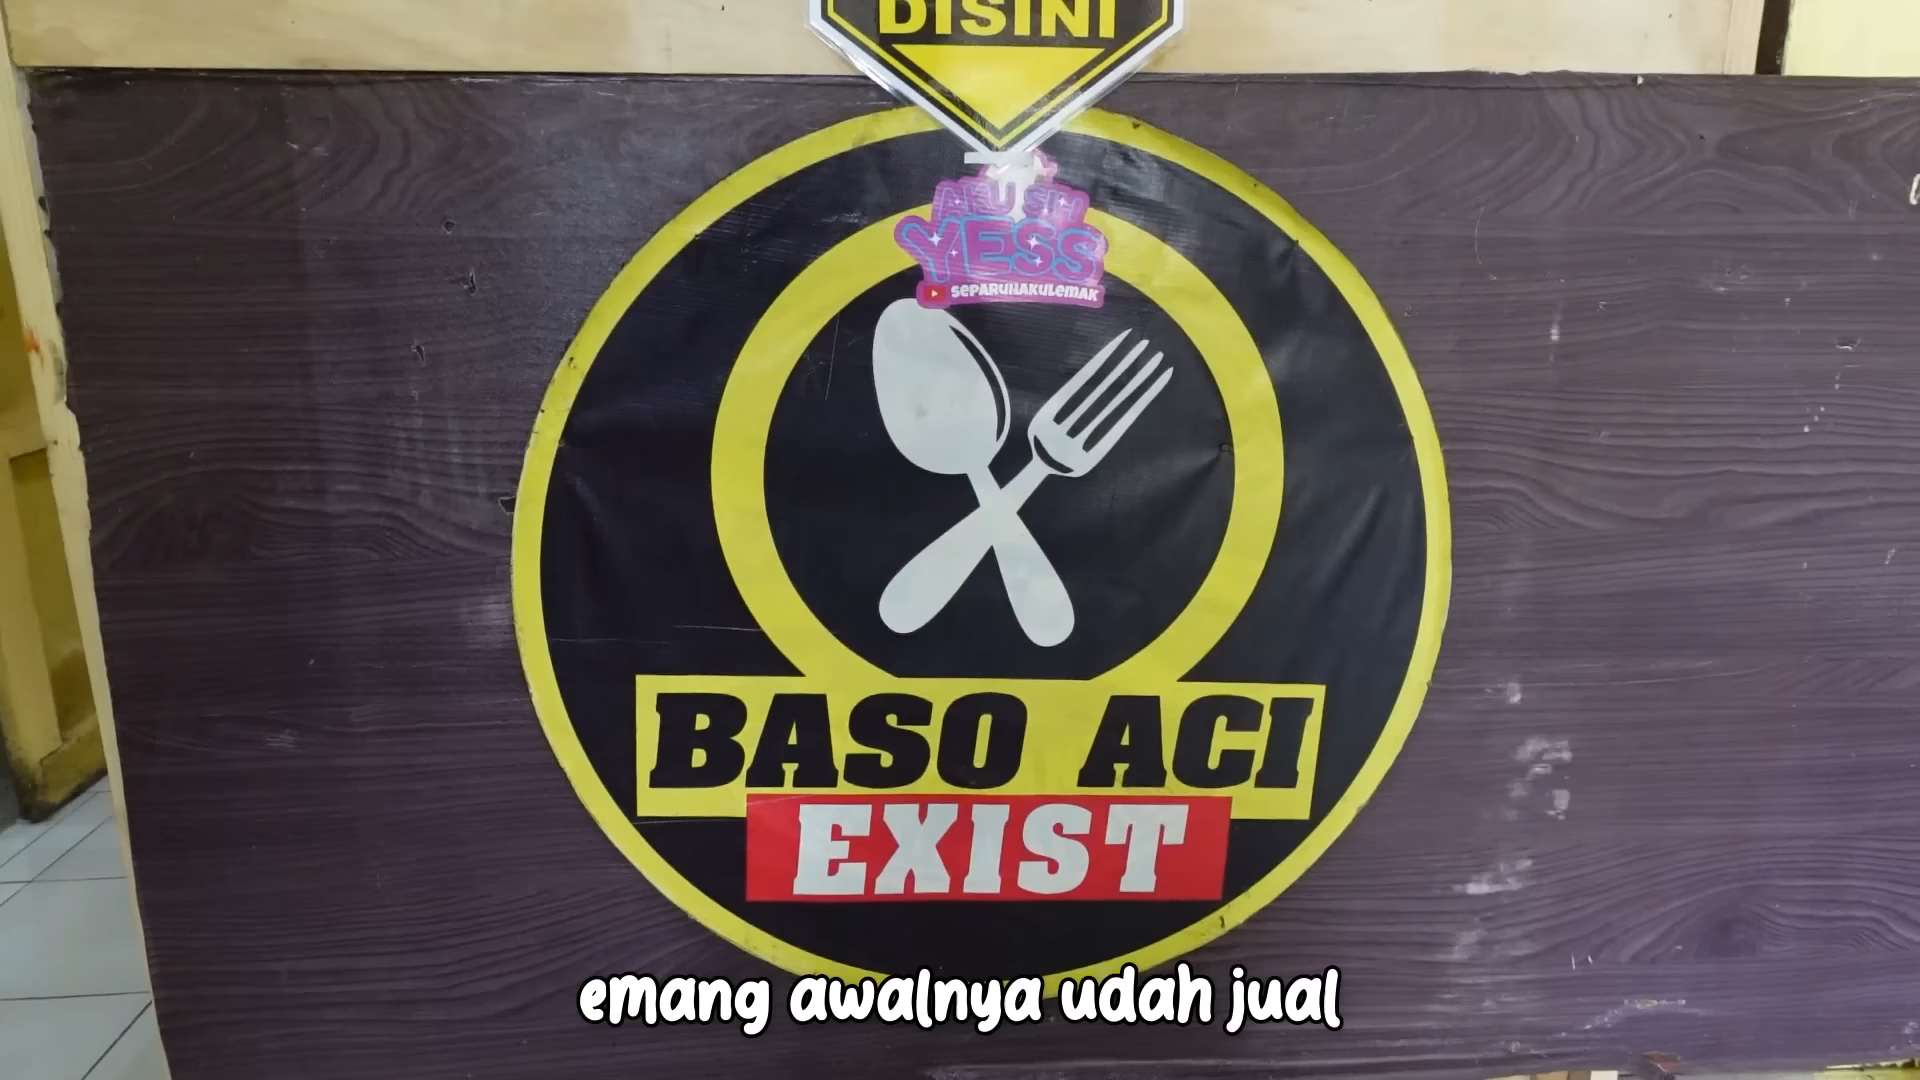 DISINI
AKU SIH
YESS
SEPARUHAKULEMAK
BASO ACI
EXIST
emang awalnya udah jual